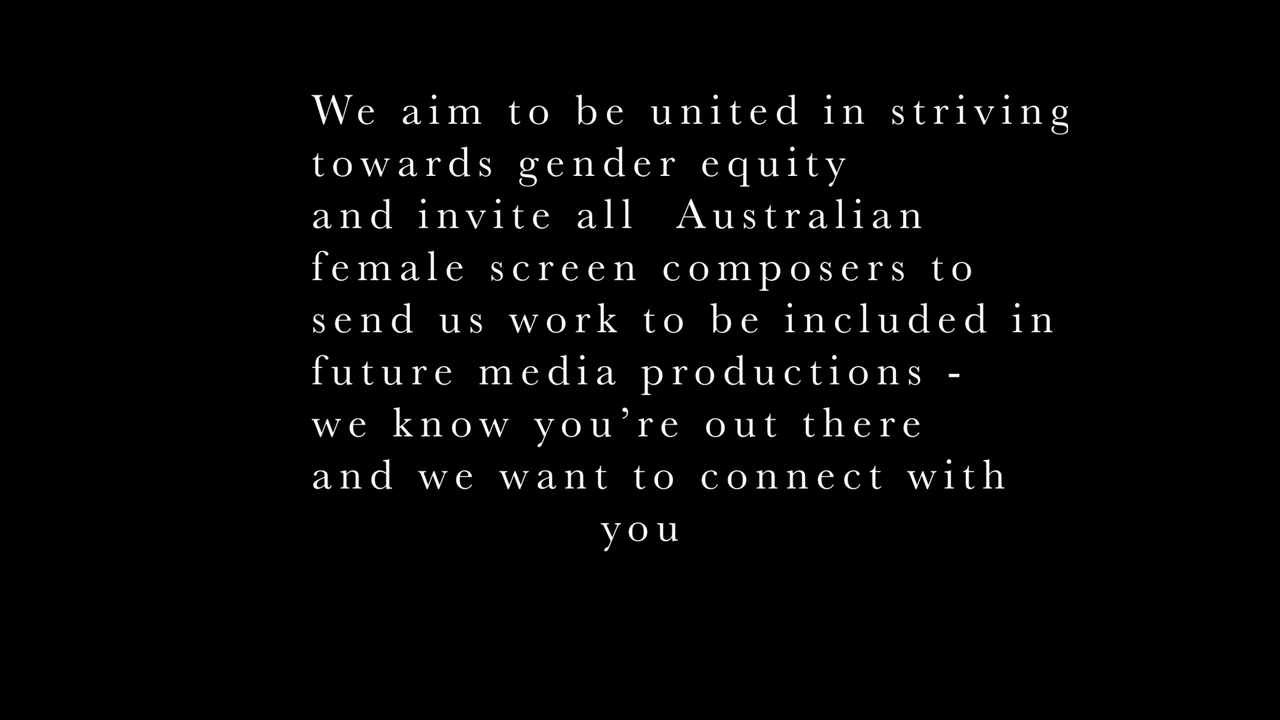 We aim to be united in striving
towards gender equity
and invite all  Australian
female screen composers to
send us work to be included in
future media productions -
we know you’re out there
and we want to connect with
you